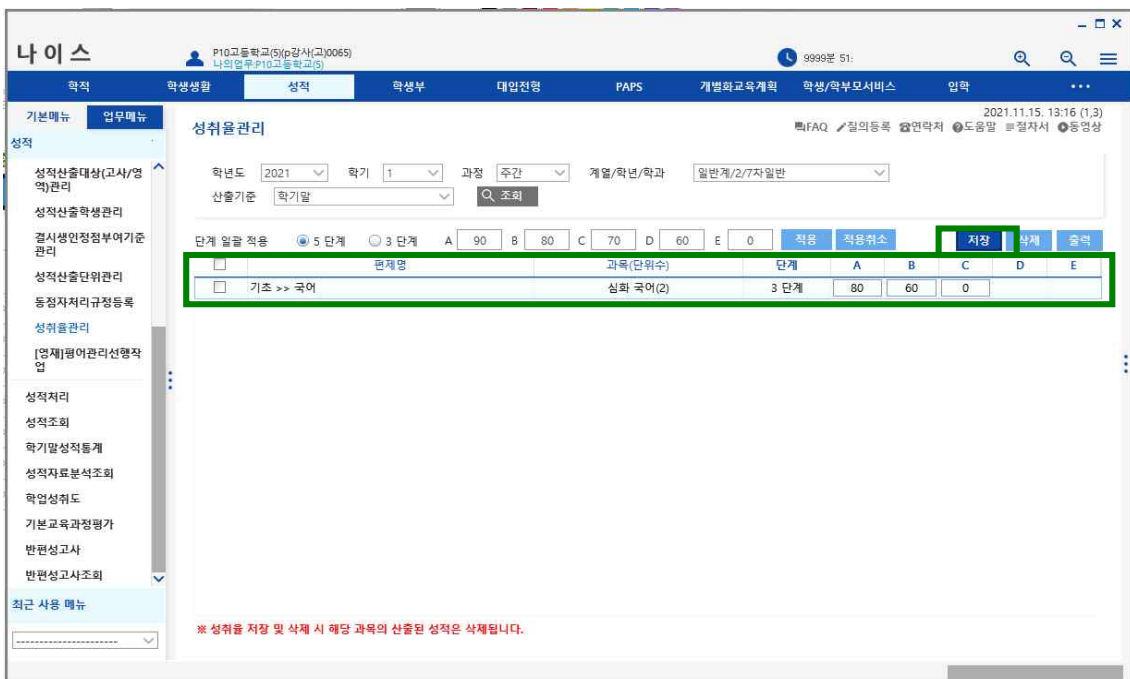 나이스
P10고등학교(5)(p강사(고)0065)
나의업무:P10고등학교(5)
9999분 51:
학적 학생생활 성적 학생부 대입전형 PAPS 개별화교육계획 학생/학부모서비스 입학
기본메뉴 업무메뉴
2021.11.15. 13:16 (1,3)
성취율관리
FAQ 질의등록 연락처 도움말 절차서 동영상
성적
성적산출대상(고사/영
역)관리
성적산출학생관리
결시생인정점부여기준
관리
성적산출단위관리
동점자처리규정등록
성취율관리
[영재]평어관리선행작
업
성적처리
성적조회
학기말성적통계
성적자료분석조회
학업성취도
기본교육과정평가
반편성고사
반편성고사조회
최근 사용 메뉴
----------------------
학년도 2021 학기 1 과정 주간 계열/학년/학과 일반계/2/7차일반
산출기준 학기말 조회
단계 일괄 적용 5 단계 3 단계 A 90 B 80 C 70 D 60 E 0 적용 적용취소 저장 삭제 출력
편제명 과목(단위수) 단계 A B C D E
기초 >> 국어 심화 국어(2) 3 단계 80 60 0
※ 성취율 저장 및 삭제 시 해당 과목의 산출된 성적은 삭제됩니다.